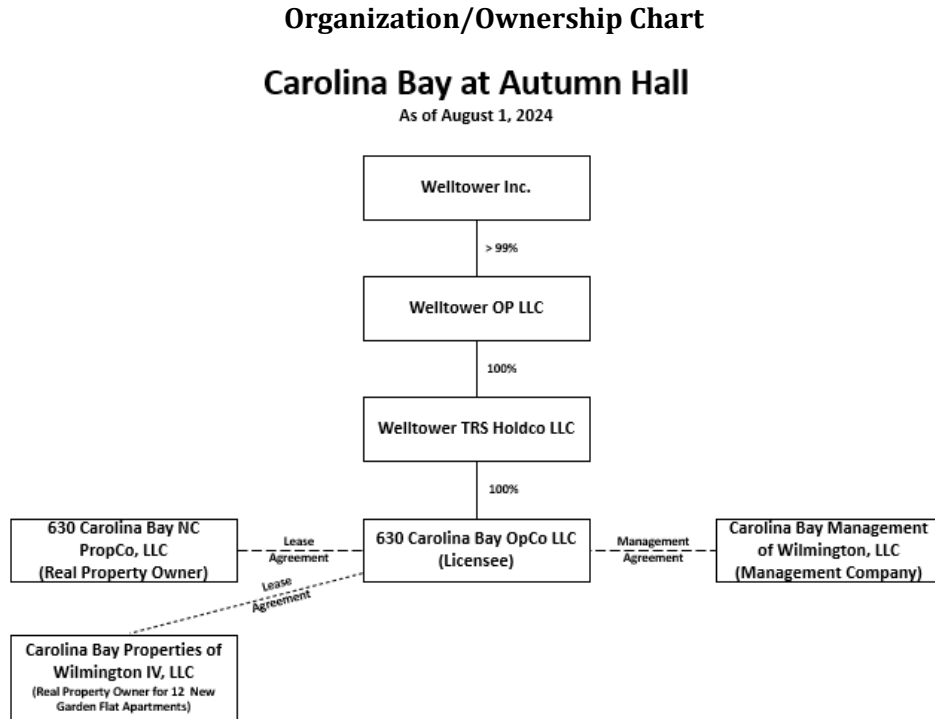 Organization/Ownership Chart
Carolina Bay at Autumn Hall
As of August 1, 2024
Welltower Inc.
> 99%
Welltower OP LLC
100%
Welltower TRS Holdco LLC
100%
630 Carolina Bay NC
PropCo, LLC
(Real Property Owner)
Lease
Agreement
630 Carolina Bay OpCo LLC
(Licensee)
Management
Agreement
Carolina Bay Management
of Wilmington, LLC
(Management Company)
Lease
Agreement
Carolina Bay Properties of
Wilmington IV, LLC
(Real Property Owner for 12 New
Garden Flat Apartments)